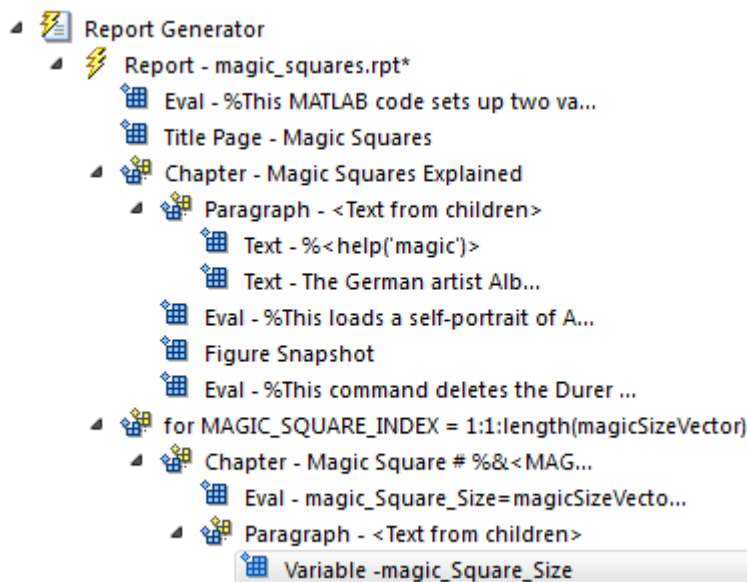 Report Generator
Report - magic_squares.rpt*
Eval - %This MATLAB code sets up two va...
Title Page - Magic Squares
Chapter - Magic Squares Explained
Paragraph - <Text from children>
Text - %<help('magic')>
Text - The German artist Alb...
Eval - %This loads a self-portrait of A...
Figure Snapshot
Eval - %This command deletes the Durer ...
for MAGIC_SQUARE_INDEX = 1:1:length(magicSizeVector)
Chapter - Magic Square # %&<MAG...
Eval - magic_Square_Size=magicSizeVecto...
Paragraph - <Text from children>
Variable -magic_Square_Size